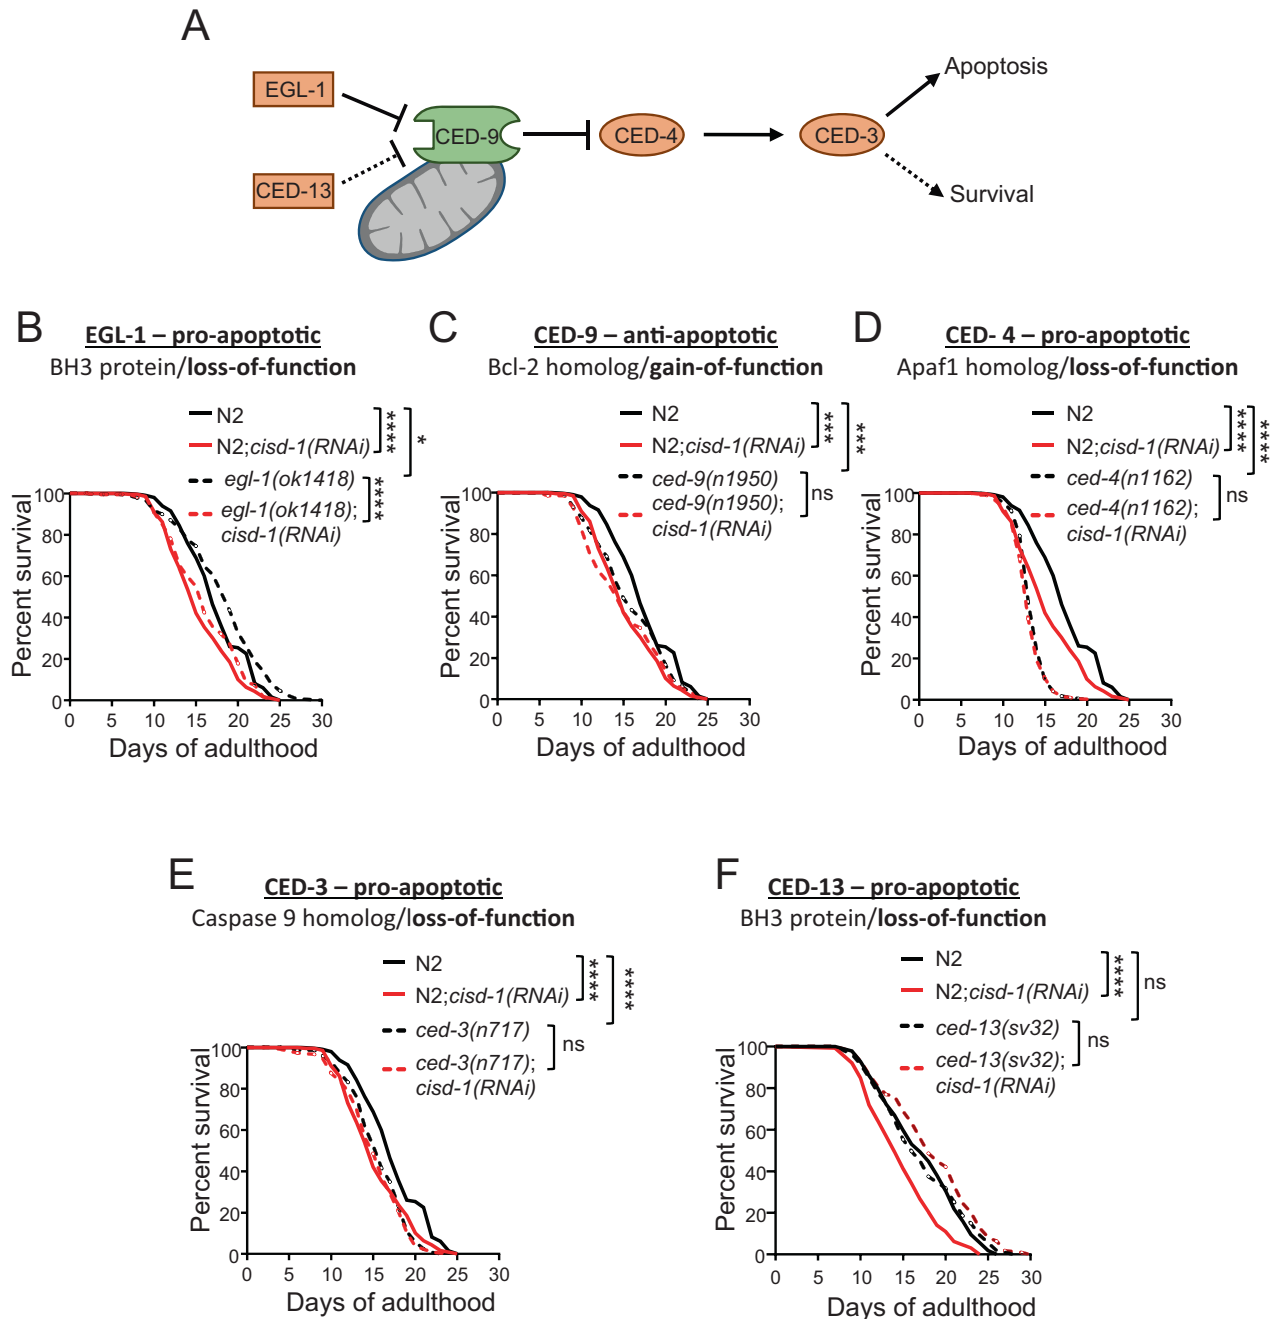 A
EGL-1
CED-13
CED-9
CED-4
CED-3
Apoptosis
Survival
B
EGL-1 – pro-apoptotic
BH3 protein/loss-of-function
N2
N2;cisd-1(RNAi)
egl-1(ok1418)
egl-1(ok1418);
cisd-1(RNAi)
****
*
****
Percent survival
100
80
60
40
20
0
0 5 10 15 20 25 30
Days of adulthood
C
CED-9 – anti-apoptotic
Bcl-2 homolog/gain-of-function
N2
N2;cisd-1(RNAi)
ced-9(n1950)
ced-9(n1950);
cisd-1(RNAi)
***
***
ns
Percent survival
100
80
60
40
20
0
0 5 10 15 20 25 30
Days of adulthood
D
CED- 4 – pro-apoptotic
Apaf1 homolog/loss-of-function
N2
N2;cisd-1(RNAi)
ced-4(n1162)
ced-4(n1162);
cisd-1(RNAi)
****
****
ns
Percent survival
100
80
60
40
20
0
0 5 10 15 20 25 30
Days of adulthood
E
CED-3 – pro-apoptotic
Caspase 9 homolog/loss-of-function
N2
N2;cisd-1(RNAi)
ced-3(n717)
ced-3(n717);
cisd-1(RNAi)
****
****
ns
Percent survival
100
80
60
40
20
0
0 5 10 15 20 25 30
Days of adulthood
F
CED-13 – pro-apoptotic
BH3 protein/loss-of-function
N2
N2;cisd-1(RNAi)
ced-13(sv32)
ced-13(sv32);
cisd-1(RNAi)
****
ns
ns
Percent survival
100
80
60
40
20
0
0 5 10 15 20 25 30
Days of adulthood